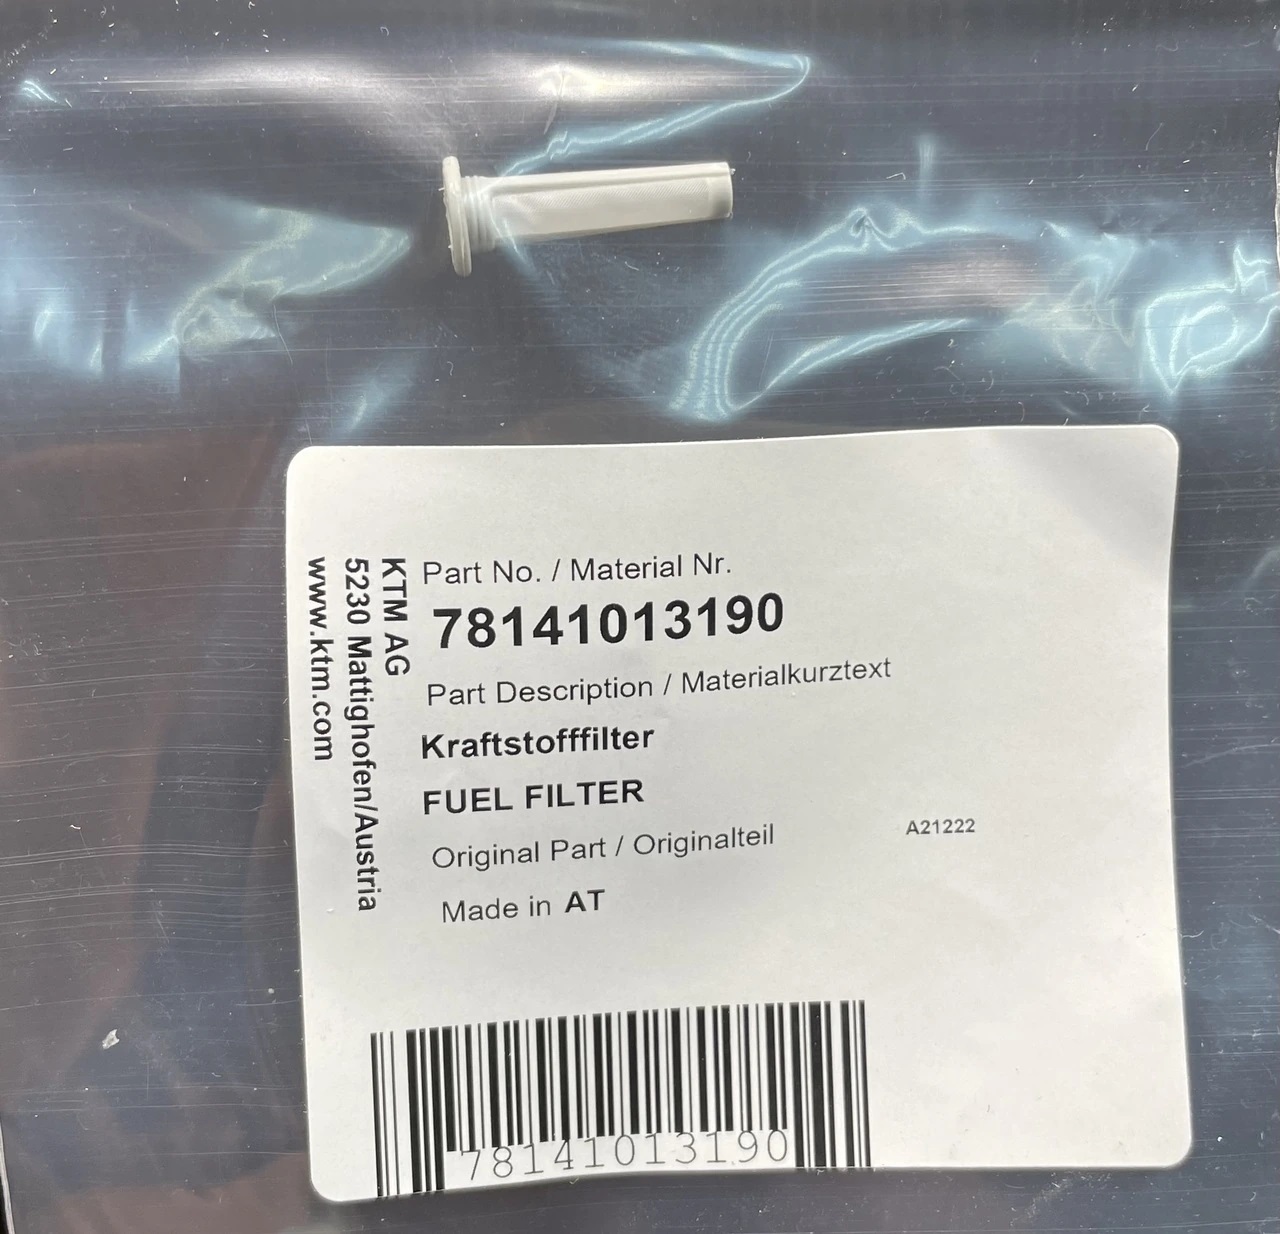 KTM AG
5230 Mattighofen/Austria
www.ktm.com
Part No. / Material Nr.
78141013190
Part Description / Materialkurztext
Kraftstofffilter
FUEL FILTER
Original Part / Originalteil
A21222
Made in AT
78141013190